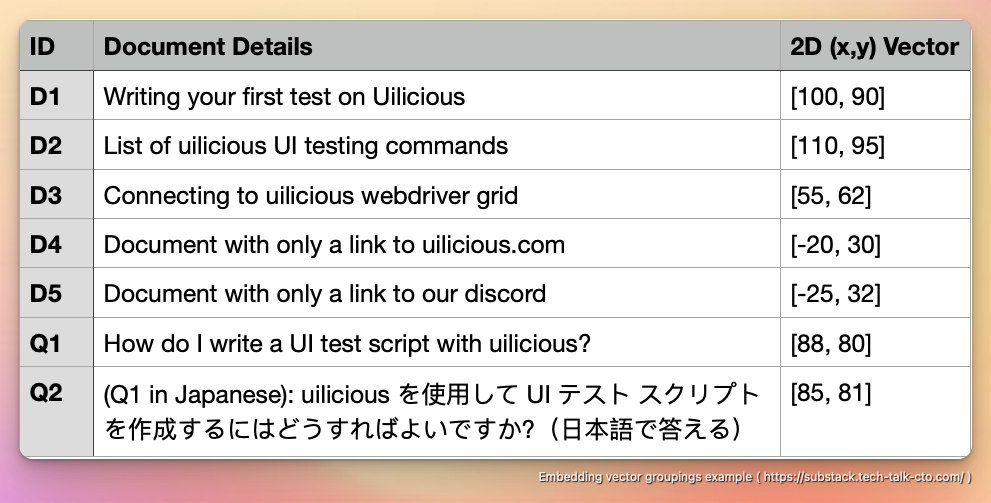 ID Document Details 2D (x,y) Vector
D1 Writing your first test on Uilicious [100, 90]
D2 List of uilicious UI testing commands [110, 95]
D3 Connecting to uilicious webdriver grid [55, 62]
D4 Document with only a link to uilicious.com [-20, 30]
D5 Document with only a link to our discord [-25, 32]
Q1 How do I write a UI test script with uilicious? [88, 80]
Q2 (Q1 in Japanese): uilicious を使用して UI テスト スクリプト [85, 81]
を作成するにはどうすればよいですか?（日本語で答える）
Embedding vector groupings example ( https://substack.tech-talk-cto.com/ )